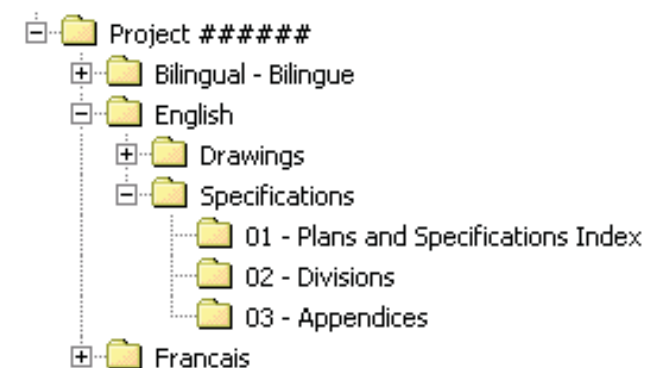 Project ######
Bilingual - Bilingue
English
Drawings
Specifications
01 - Plans and Specifications Index
02 - Divisions
03 - Appendices
Francais